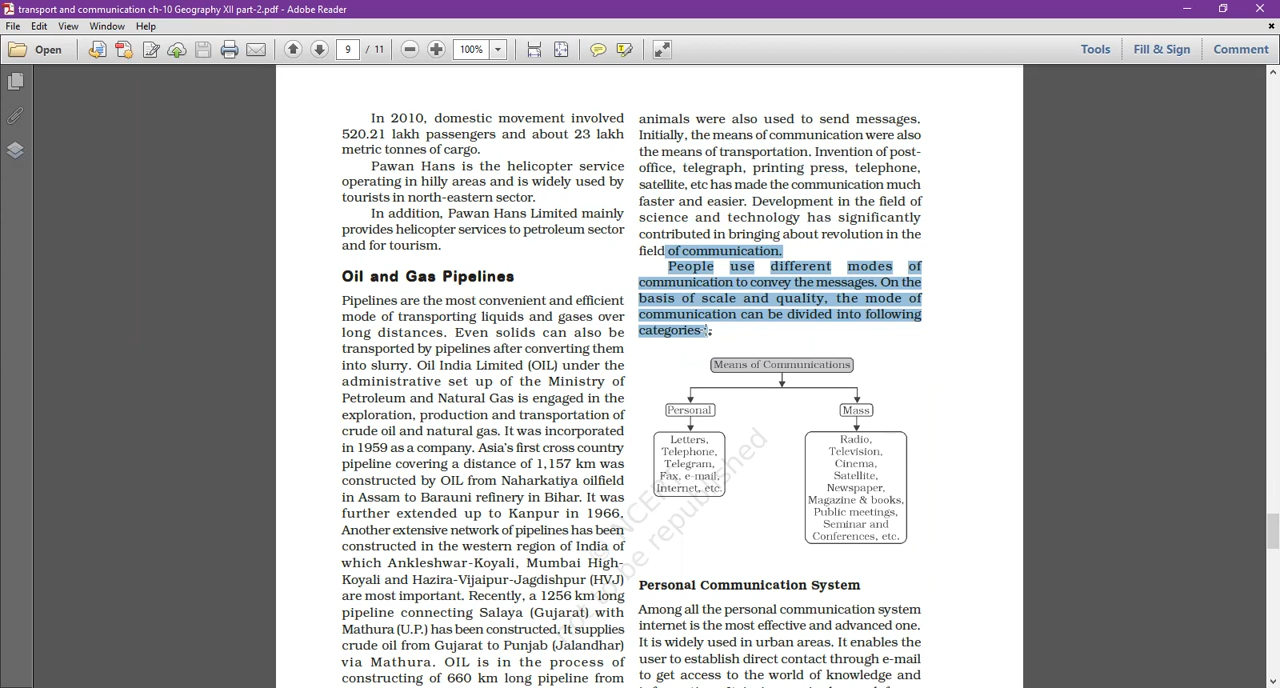 transport and communication ch-10 Geography XII part-2.pdf - Adobe Reader
File Edit View Window Help
Open 9 / 11 100% Tools Fill & Sign Comment
In 2010, domestic movement involved
520.21 lakh passengers and about 23 lakh
metric tonnes of cargo.
Pawan Hans is the helicopter service
operating in hilly areas and is widely used by
tourists in north-eastern sector.
In addition, Pawan Hans Limited mainly
provides helicopter services to petroleum sector
and for tourism.
Oil and Gas Pipelines
Pipelines are the most convenient and efficient
mode of transporting liquids and gases over
long distances. Even solids can also be
transported by pipelines after converting them
into slurry. Oil India Limited (OIL) under the
administrative set up of the Ministry of
Petroleum and Natural Gas is engaged in the
exploration, production and transportation of
crude oil and natural gas. It was incorporated
in 1959 as a company. Asia's first cross country
pipeline covering a distance of 1,157 km was
constructed by OIL from Naharkatiya oilfield
in Assam to Barauni refinery in Bihar. It was
further extended up to Kanpur in 1966.
Another extensive network of pipelines has been
constructed in the western region of India of
which Ankleshwar-Koyali, Mumbai High-
Koyali and Hazira-Vijaipur-Jagdishpur (HVJ)
are most important. Recently, a 1256 km long
pipeline connecting Salaya (Gujarat) with
Mathura (U.P.) has been constructed. It supplies
crude oil from Gujarat to Punjab (Jalandhar)
via Mathura. OIL is in the process of
constructing of 660 km long pipeline from
animals were also used to send messages.
Initially, the means of communication were also
the means of transportation. Invention of post-
office, telegraph, printing press, telephone,
satellite, etc has made the communication much
faster and easier. Development in the field of
science and technology has significantly
contributed in bringing about revolution in the
field of communication.
People use different modes of
communication to convey the messages. On the
basis of scale and quality, the mode of
communication can be divided into following
categories :
Means of Communications
Personal
Mass
Letters,
Telephone,
Telegram,
Fax, e-mail,
Internet, etc.
Radio,
Television,
Cinema,
Satellite,
Newspaper,
Magazine & books,
Public meetings,
Seminar and
Conferences, etc.
Personal Communication System
Among all the personal communication system
internet is the most effective and advanced one.
It is widely used in urban areas. It enables the
user to establish direct contact through e-mail
to get access to the world of knowledge and